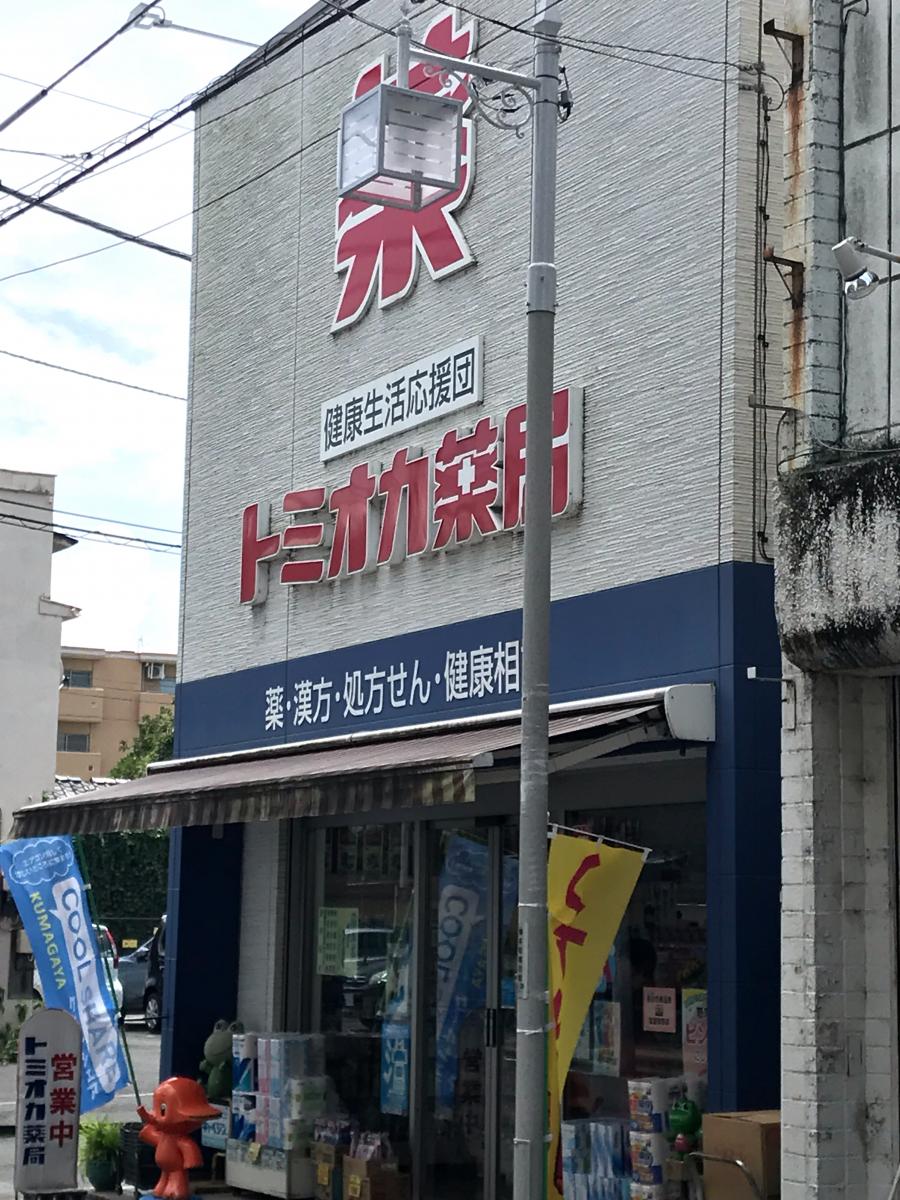 薬
健康生活応援団
トミオカ薬局
薬・漢方・処方せん・健康相
COOL
KUMAGAYA
COOL
営業中
トミオカ薬局